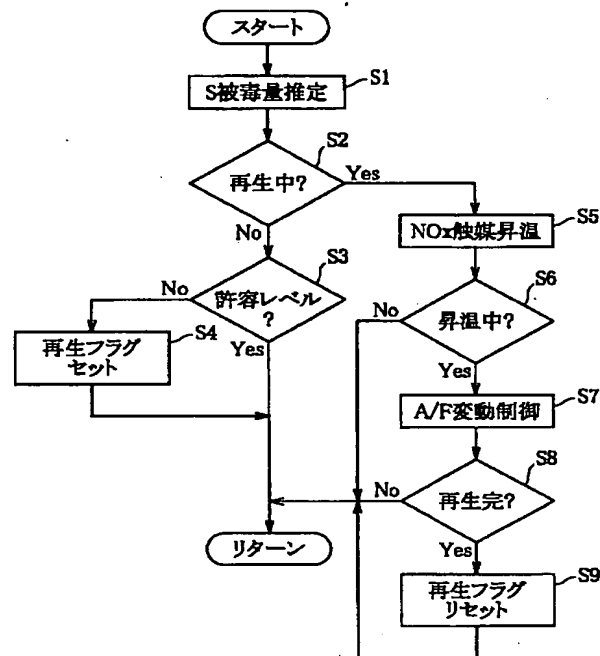 スタート
S1
S被毒量推定
S2
再生中?
Yes
No
S3
許容レベル
?
No
Yes
S4
再生フラグ
セット
S5
NOx触媒昇温
S6
昇温中?
No
Yes
S7
A/F変動制御
S8
再生完?
No
Yes
S9
再生フラグ
リセット
リターン